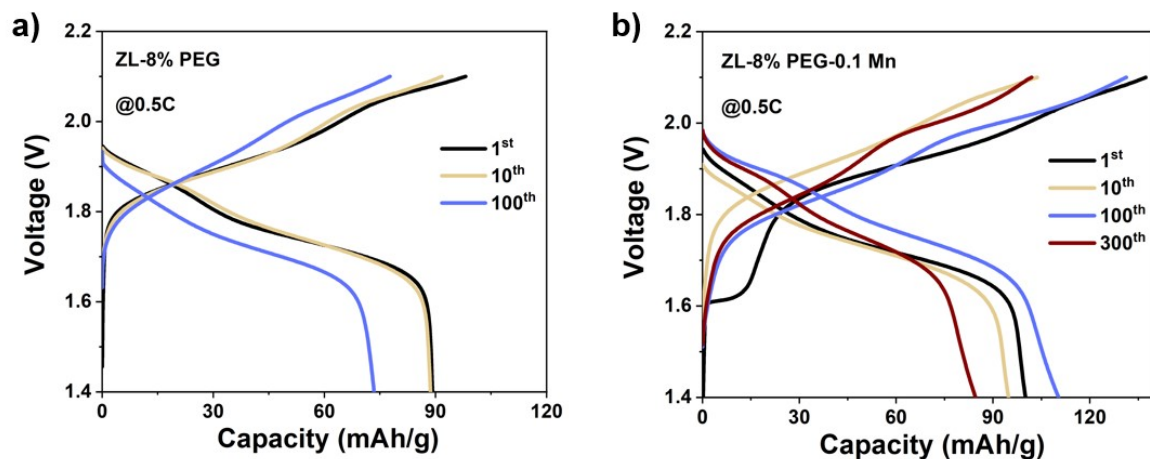 a)
ZL-8% PEG
@0.5C
1st
10th
100th
2.2
2.0
1.8
1.6
1.4
Voltage (V)
0
30
60
90
120
Capacity (mAh/g)
b)
ZL-8% PEG-0.1 Mn
@0.5C
1st
10th
100th
300th
2.2
2.0
1.8
1.6
1.4
Voltage (V)
0
30
60
90
120
Capacity (mAh/g)